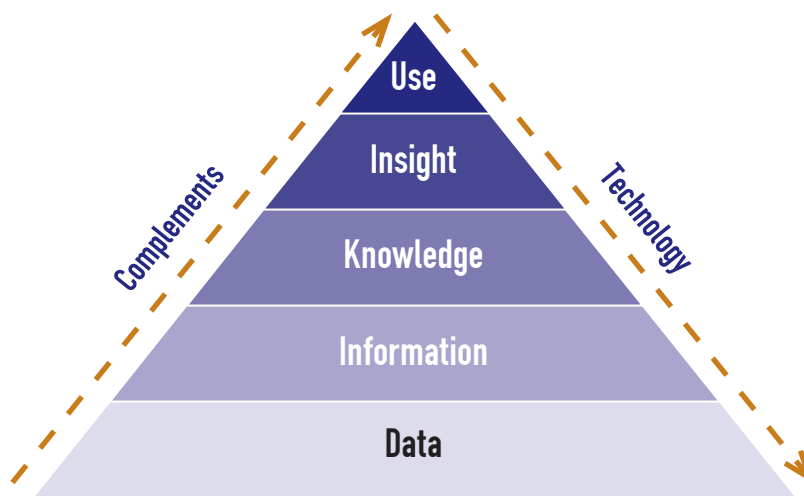 Use
Insight
Complements
Technology
Knowledge
Information
Data